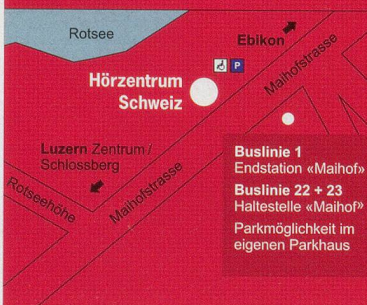 Rotsee
Ebikon
P
Maihofstrasse
Hörzentrum
Schweiz
Luzern Zentrum/
Schlossberg
Rotseehöhe
Maihofstrasse
Buslinie 1
Endstation «Maihof»
Buslinie 22 + 23
Haltestelle «Maihof»
Parkmöglichkeit im
eigenen Parkhaus